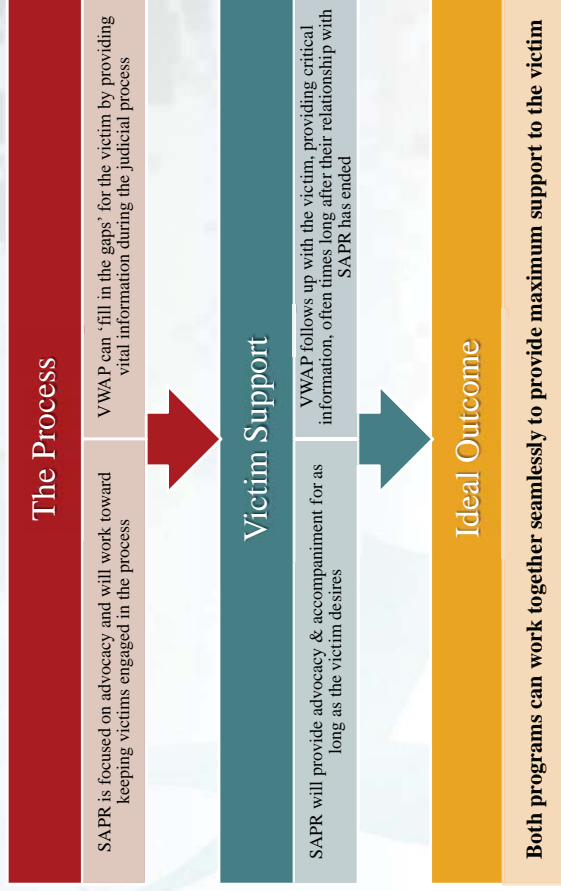 The Process
SAPR is focused on advocacy and will work toward
keeping victims engaged in the process
VWAP can ‘fill in the gaps’ for the victim by providing
vital information during the judicial process
Victim Support
SAPR will provide advocacy & accompaniment for as
long as the victim desires
VWAP follows up with the victim, providing critical
information, often times long after their relationship with
SAPR has ended
Ideal Outcome
Both programs can work together seamlessly to provide maximum support to the victim